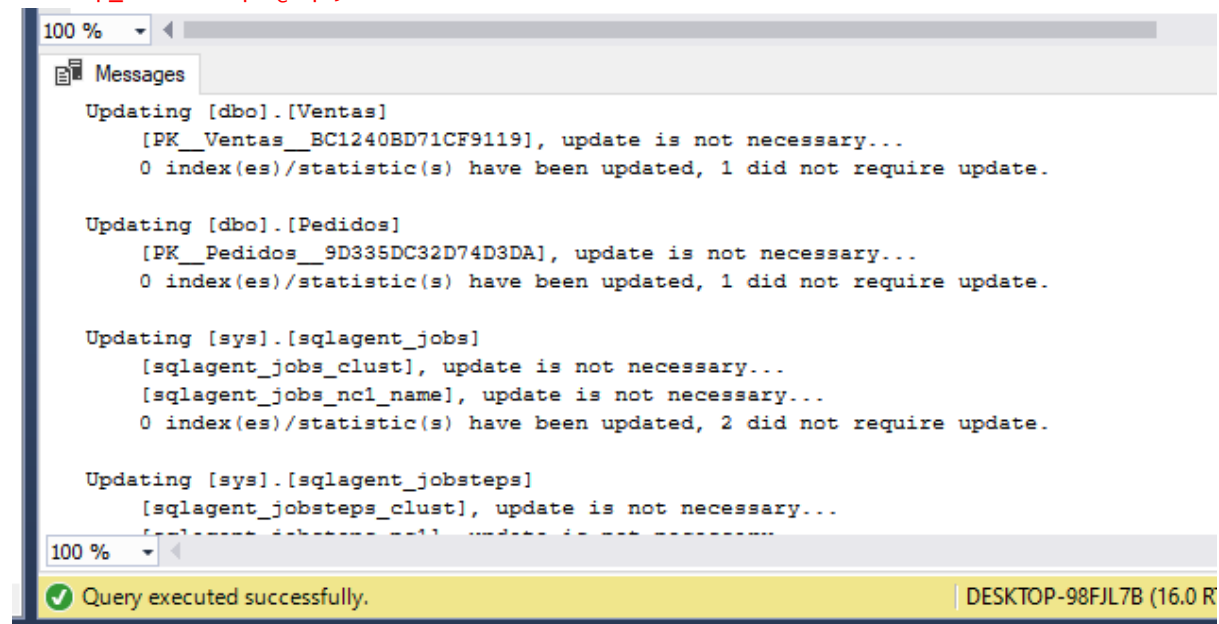 100 %
Messages
Updating [dbo].[Ventas]
[PK__Ventas__BC1240BD71CF9119], update is not necessary...
0 index(es)/statistic(s) have been updated, 1 did not require update.
Updating [dbo].[Pedidos]
[PK__Pedidos__9D335DC32D74D3DA], update is not necessary...
0 index(es)/statistic(s) have been updated, 1 did not require update.
Updating [sys].[sqlagent_jobs]
[sqlagent_jobs_clust], update is not necessary...
[sqlagent_jobs_nc1_name], update is not necessary...
0 index(es)/statistic(s) have been updated, 2 did not require update.
Updating [sys].[sqlagent_jobsteps]
[sqlagent_jobsteps_clust], update is not necessary...
100 %
Query executed successfully.
DESKTOP-98FJL7B (16.0